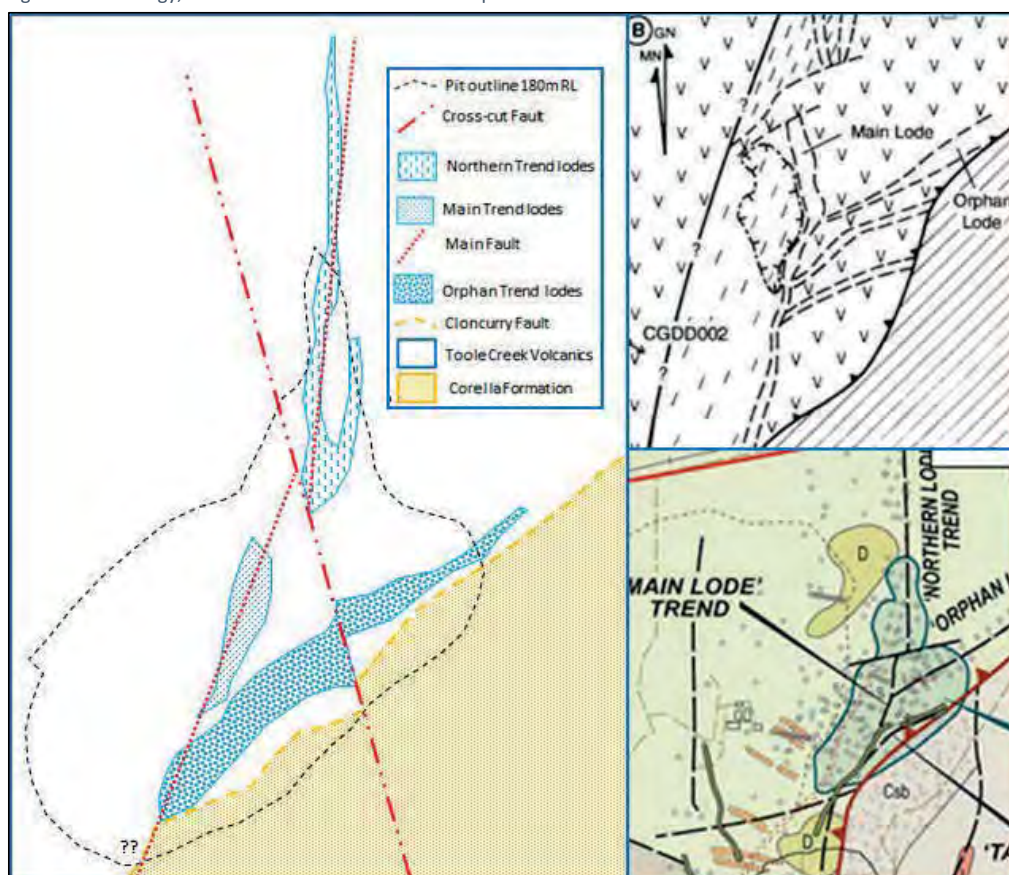 Pit outline 180m RL
Cross-cut Fault
Northern Trend lodes
Main Trend lodes
Main Fault
Orphan Trend lodes
Cloncurry Fault
Toole Creek Volcanics
Corella Formation
??
B
GN
MN
Main Lode
Orphan
Lode
?
?
?
CGDD002
'NORTHERN LODE
TREND
'ORPHAN
MAIN LODE'
TREND
D
D
Csb
'TA